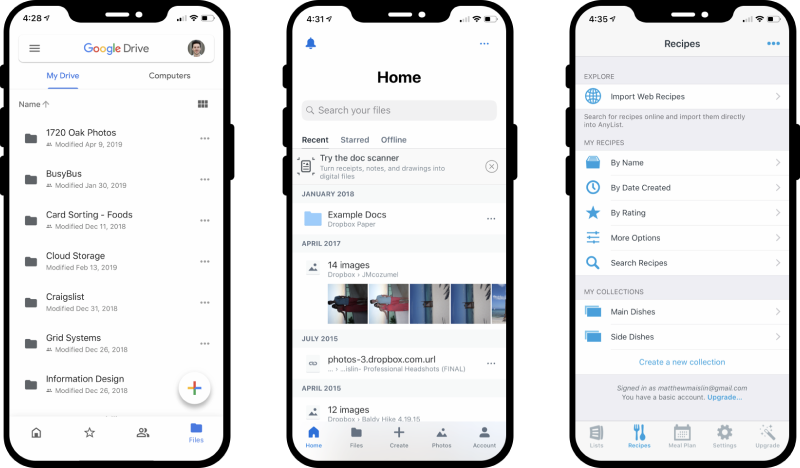 4:28
Google Drive
My Drive
Computers
Name
1720 Oak Photos
Modified Apr 9, 2019
BusyBus
Modified Jan 30, 2019
Card Sorting - Foods
Modified Dec 11, 2018
Cloud Storage
Modified Feb 13, 2019
Craigslist
Modified Dec 31, 2018
Grid Systems
Modified Dec 26, 2018
Information Design
Modified Dec 26, 2018
Files
4:31
Home
Search your files
Recent Starred Offline
Try the doc scanner
Turn receipts, notes, and drawings into
digital files
JANUARY 2018
Example Docs
Dropbox Paper
APRIL 2017
14 images
Dropbox › JMcozumel
JULY 2015
photos-3.dropbox.com.url
... › ...islin- Professional Headshots (FINAL)
APRIL 2015
12 images
Dropbox › Baldy Hike 4.19.15
Home Files Create Photos Account
4:35
Recipes
EXPLORE
Import Web Recipes
Search for recipes online and Import them directly
into AnyList.
MY RECIPES
By Name
By Date Created
By Rating
More Options
Search Recipes
MY COLLECTIONS
Main Dishes
Side Dishes
Create a new collection
Signed in as matthewmaislin@gmail.com
You have a basic account. Upgrade...
Lists Recipes Meal Plan Settings Upgrade